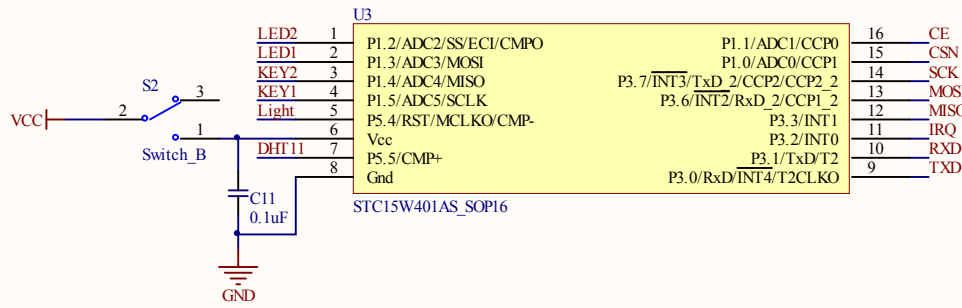 U3
LED2 1 P1.2/ADC2/SS/ECI/CMPO P1.1/ADC1/CCP0 16 CE
LED1 2 P1.3/ADC3/MOSI P1.0/ADC0/CCP1 15 CSN
KEY2 3 P1.4/ADC4/MISO P3.7/INT3/TxD_2/CCP2/CCP2_2 14 SCK
KEY1 4 P1.5/ADC5/SCLK P3.6/INT2/RxD_2/CCP1_2 13 MOS
Light 5 P5.4/RST/MCLKO/CMP- P3.3/INT1 12 MISO
6 Vcc P3.2/INT0 11 IRQ
DHT11 7 P5.5/CMP+ P3.1/TxD/T2 10 RXD
8 Gnd P3.0/RxD/INT4/T2CLKO 9 TXD
STC15W401AS_SOP16
S2
3
VCC 2
1
Switch_B
C11
0.1uF
GND